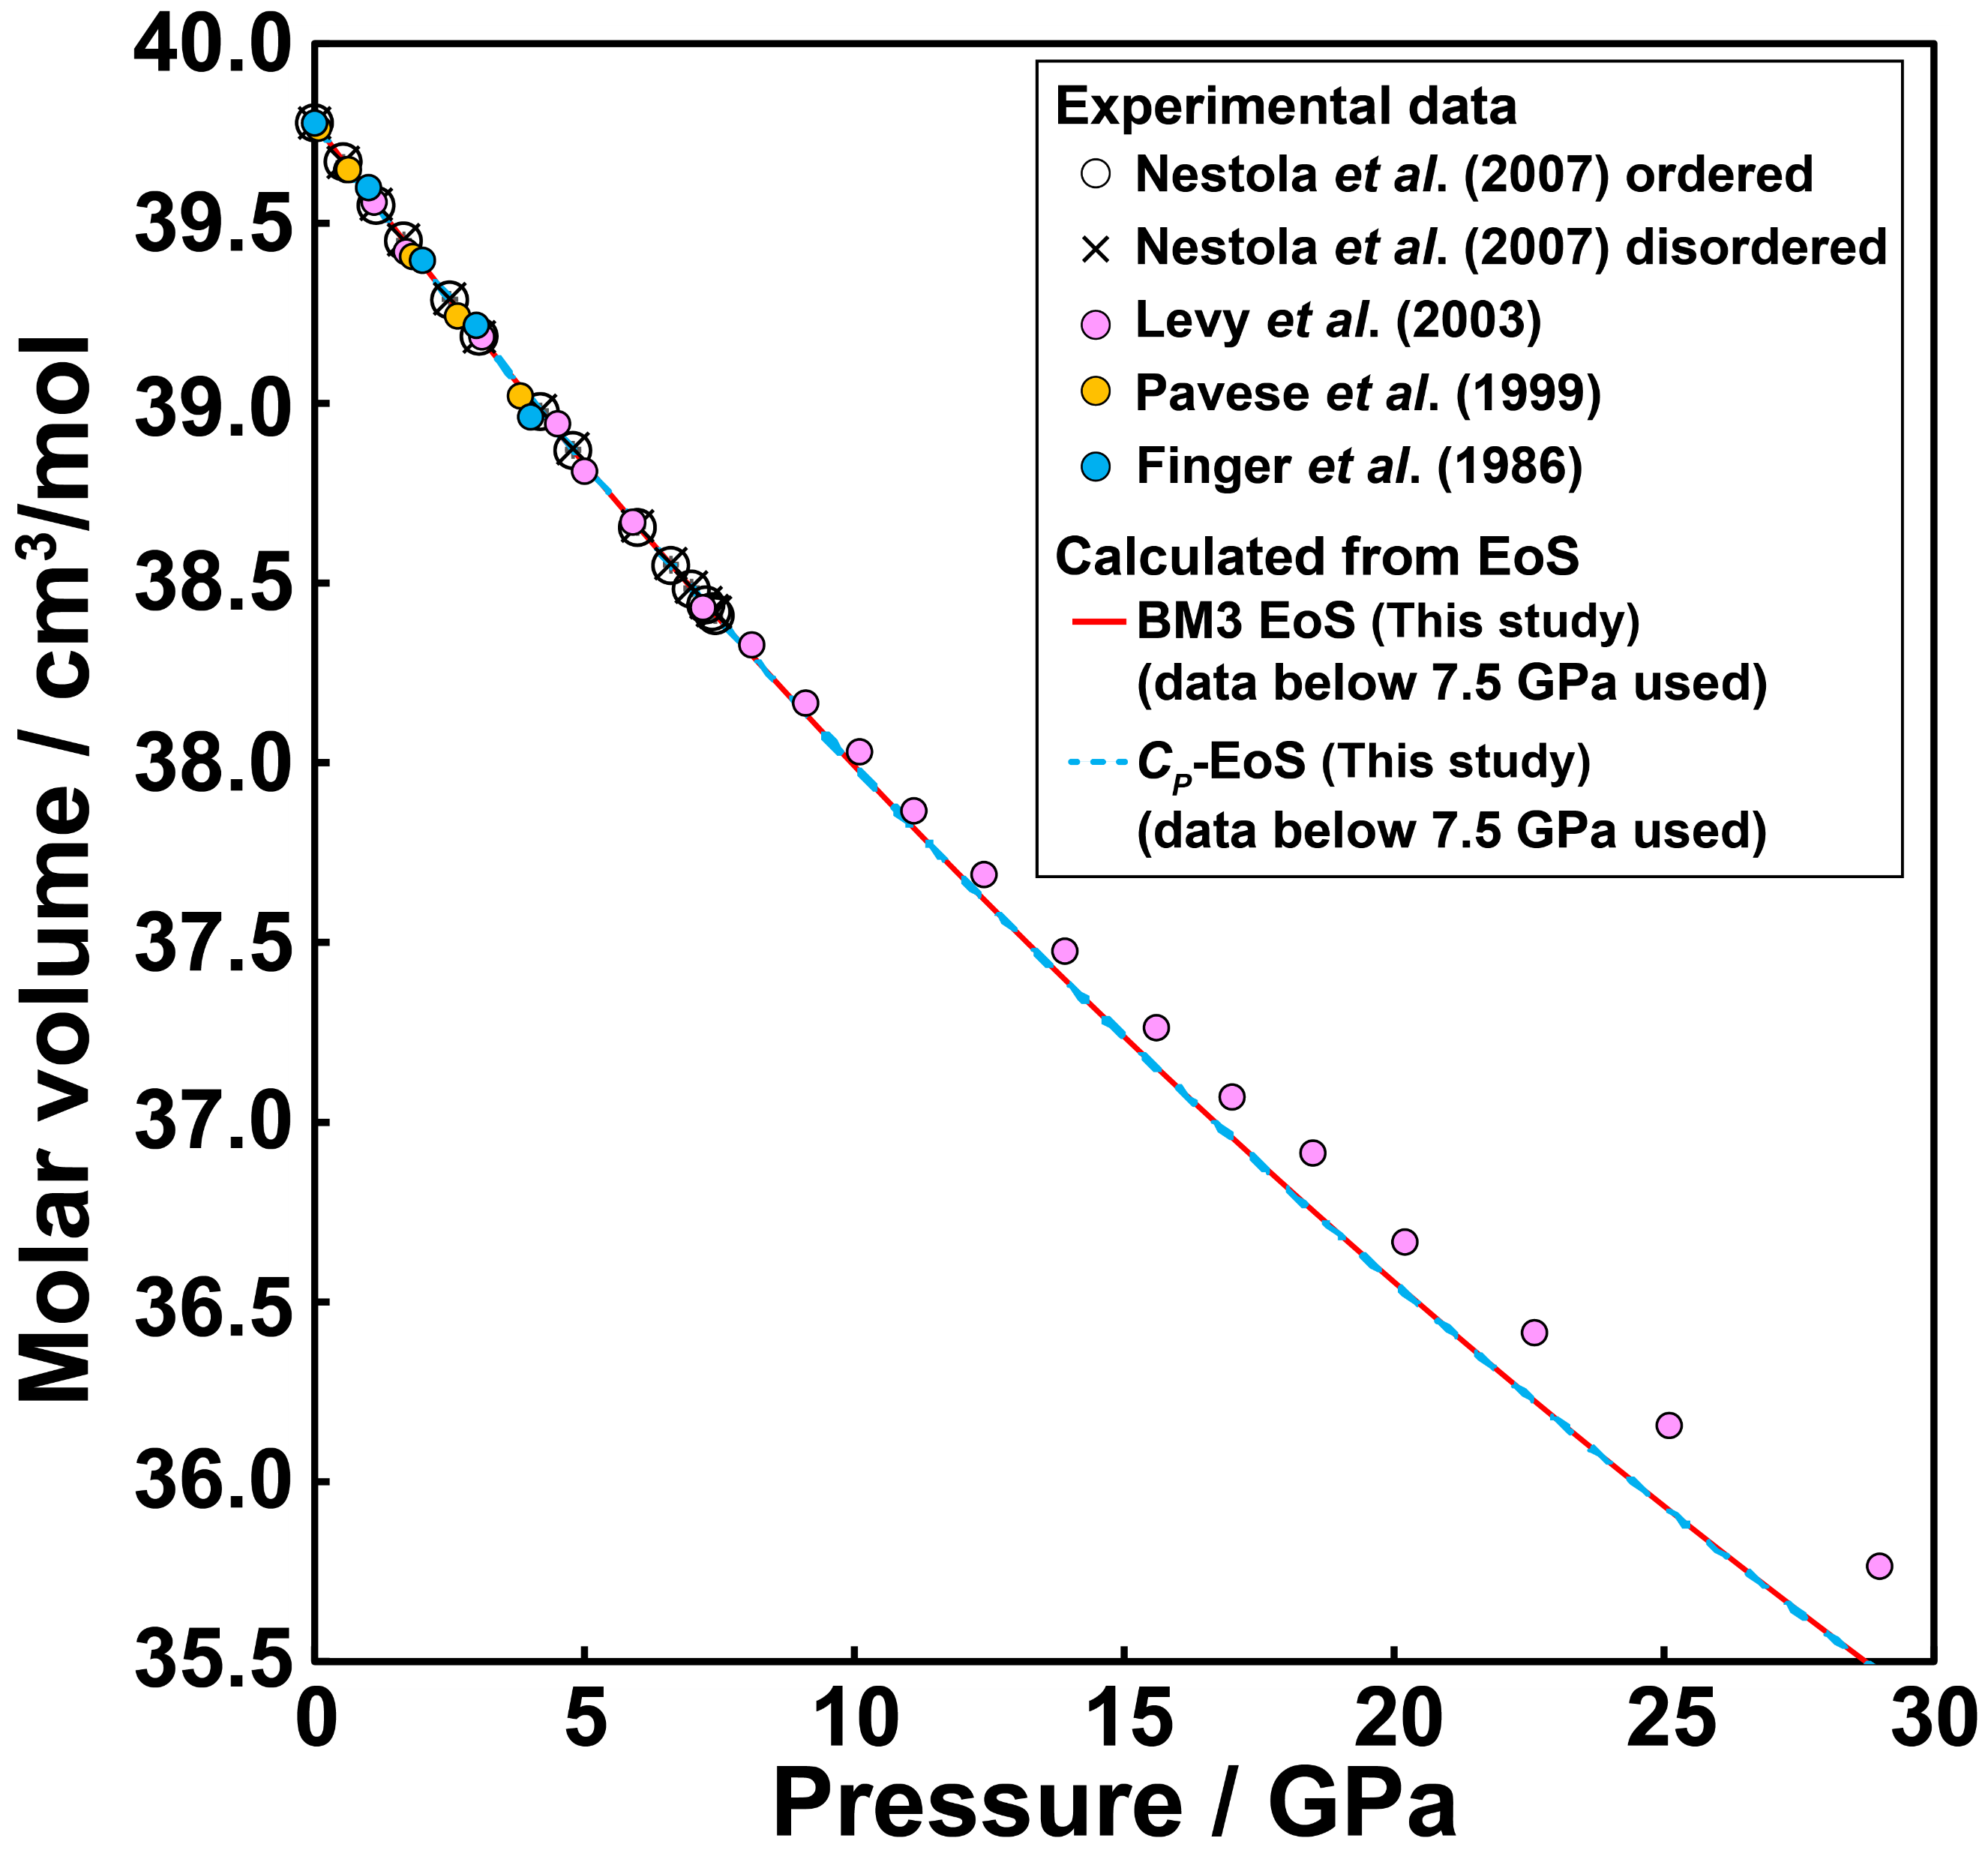 40.0
39.5
39.0
38.5
38.0
37.5
37.0
36.5
36.0
35.5
Molar volume / cm³/mol
0 5 10 15 20 25 30
Pressure / GPa
Experimental data
Nestola et al. (2007) ordered
Nestola et al. (2007) disordered
Levy et al. (2003)
Pavese et al. (1999)
Finger et al. (1986)
Calculated from EoS
BM3 EoS (This study)
(data below 7.5 GPa used)
C_P-EoS (This study)
(data below 7.5 GPa used)